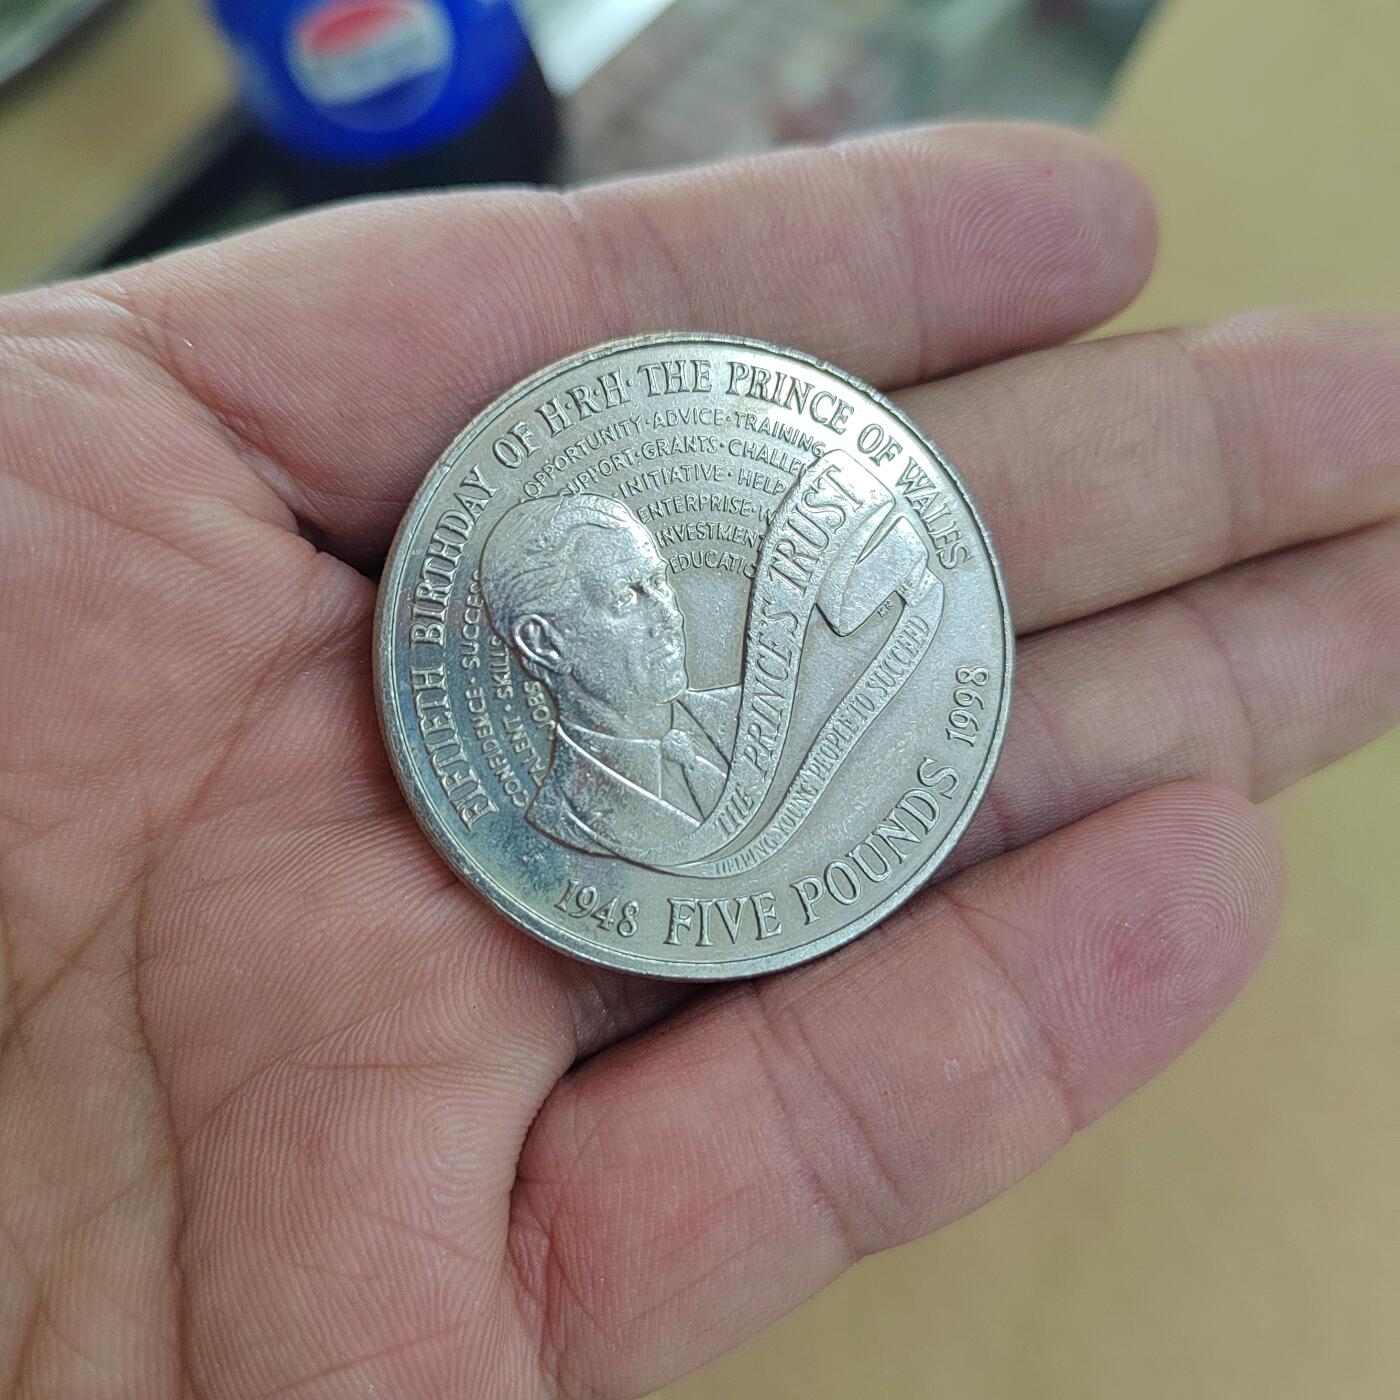 FIFTIETH BIRTHDAY OF H·R·H·THE PRINCE OF WALES
OPPORTUNITY·ADVICE·TRAINING
SUPPORT·GRANTS·CHALLE
INITIATIVE·HELP
ENTERPRISE·W
INVESTMEN
EDUCATIO
CONFIDENCE·SUCCESS
TALENT·SKILLS
JOBS
THE PRINCE'S TRUST
HELPING YOUNG PEOPLE TO SUCCEED
1948 FIVE POUNDS 1998